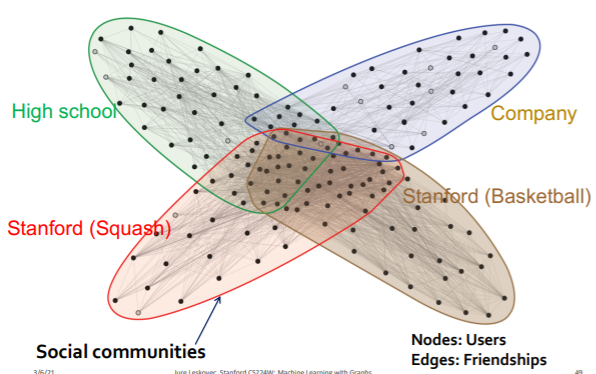 High school
Company
Stanford (Basketball)
Stanford (Squash)
Social communities
Nodes: Users
Edges: Friendships
3/6/21
Jure Leskovec, Stanford CS224W: Machine Learning with Graphs
49